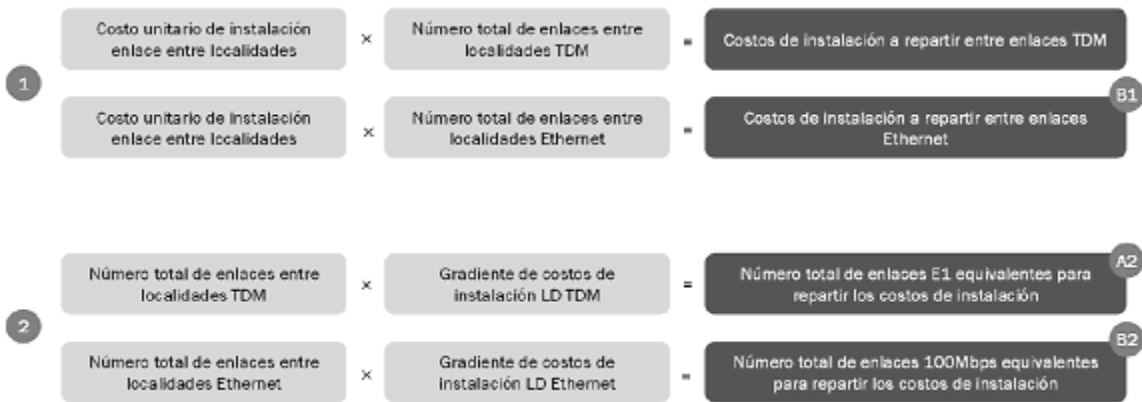 Costo unitario de instalación
enlace entre localidades
×
Número total de enlaces entre
localidades TDM
=
Costos de instalación a repartir entre enlaces TDM
1
B1
Costo unitario de instalación
enlace entre localidades
×
Número total de enlaces entre
localidades Ethernet
=
Costos de instalación a repartir entre enlaces
Ethernet
A2
Número total de enlaces entre
localidades TDM
×
Gradiente de costos de
instalación LD TDM
=
Número total de enlaces E1 equivalentes para
repartir los costos de instalación
2
B2
Número total de enlaces entre
localidades Ethernet
×
Gradiente de costos de
instalación LD Ethernet
=
Número total de enlaces 100Mbps equivalentes
para repartir los costos de instalación